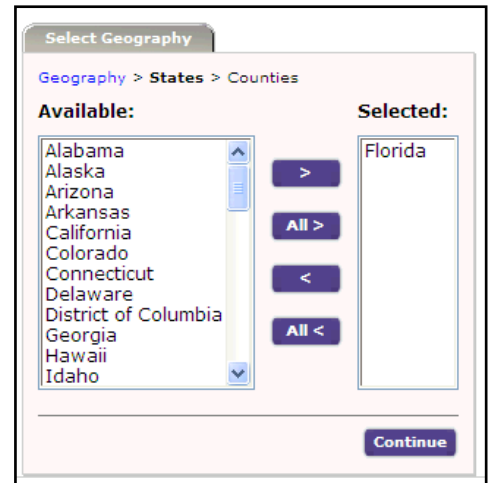 Select Geography
Geography > States > Counties
Available:
Selected:
Alabama
Alaska
Arizona
Arkansas
California
Colorado
Connecticut
Delaware
District of Columbia
Georgia
Hawaii
Idaho
>
All >
<
All <
Florida
Continue